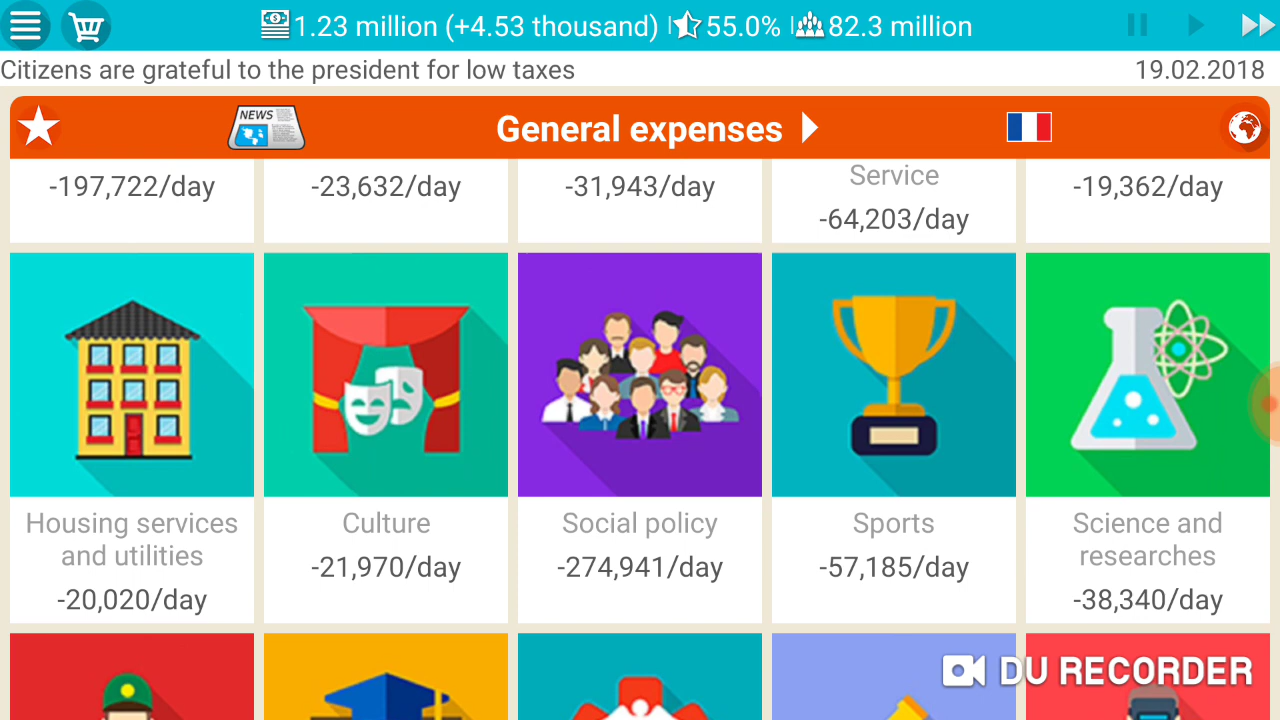 1.23 million (+4.53 thousand) 55.0% 82.3 million
Citizens are grateful to the president for low taxes 19.02.2018
NEWS General expenses
-197,722/day -23,632/day -31,943/day Service -19,362/day
-64,203/day
Housing services Culture Social policy Sports Science and
and utilities researches
-21,970/day -274,941/day -57,185/day
-20,020/day -38,340/day
DU RECORDER